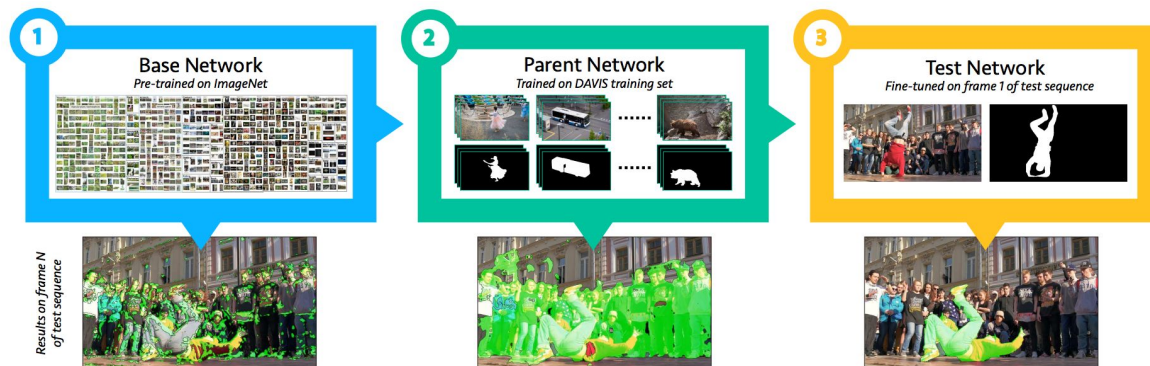 1
Base Network
Pre-trained on ImageNet
2
Parent Network
Trained on DAVIS training set
3
Test Network
Fine-tuned on frame 1 of test sequence
Results on frame N
of test sequence